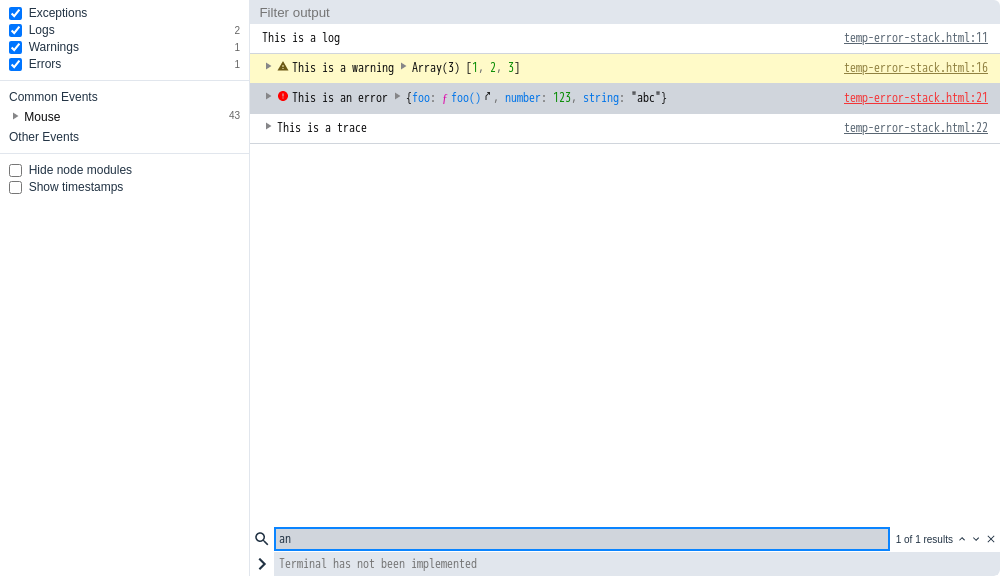 Exceptions
Logs 2
Warnings 1
Errors 1
Common Events
Mouse 43
Other Events
Hide node modules
Show timestamps
Filter output
This is a log temp-error-stack.html:11
This is a warning Array(3) [1, 2, 3] temp-error-stack.html:16
This is an error {foo: ƒ foo(), number: 123, string: "abc"} temp-error-stack.html:21
This is a trace temp-error-stack.html:22
an 1 of 1 results
Terminal has not been implemented